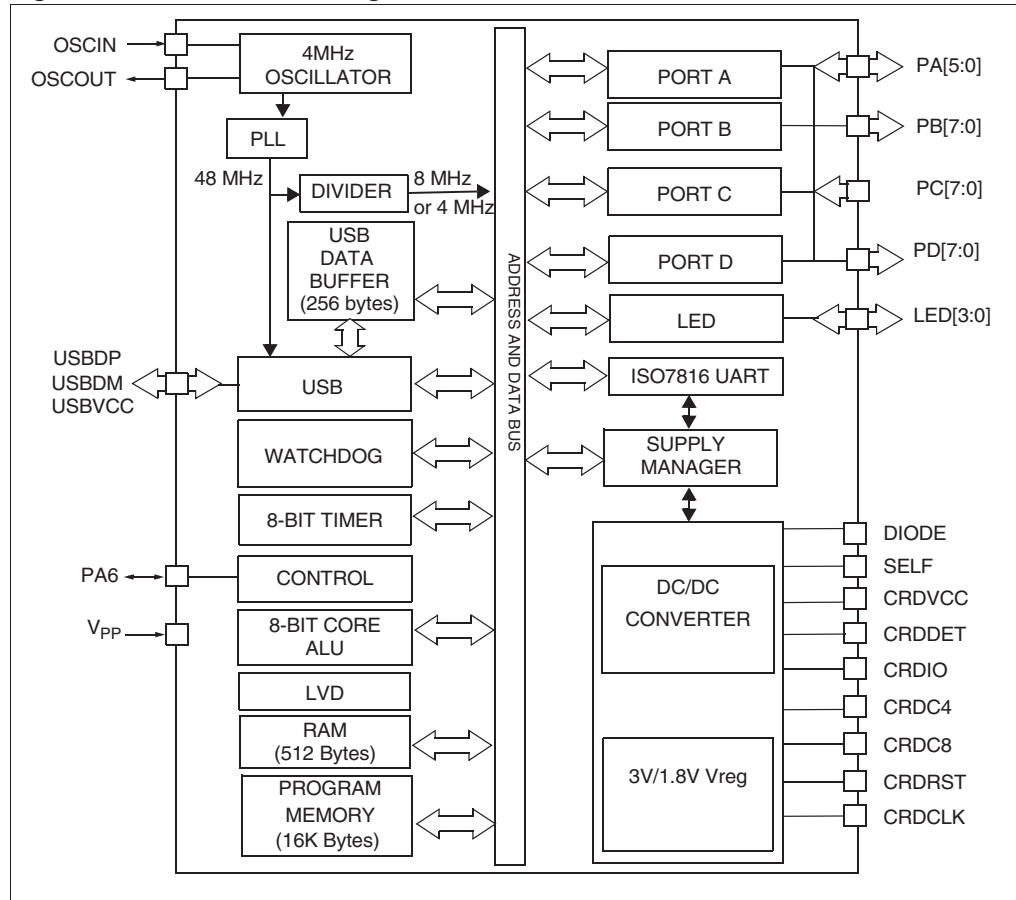 OSCIN
OSCOUT
4MHz
OSCILLATOR
PLL
48 MHz
DIVIDER
8 MHz
or 4 MHz
USB
DATA
BUFFER
(256 bytes)
USBDP
USBDM
USBVCC
USB
WATCHDOG
8-BIT TIMER
PA6
CONTROL
VPP
8-BIT CORE
ALU
LVD
RAM
(512 Bytes)
PROGRAM
MEMORY
(16K Bytes)
ADDRESS AND DATA BUS
PORT A
PA[5:0]
PORT B
PB[7:0]
PORT C
PC[7:0]
PORT D
PD[7:0]
LED
LED[3:0]
ISO7816 UART
SUPPLY
MANAGER
DC/DC
CONVERTER
3V/1.8V Vreg
DIODE
SELF
CRDVCC
CRDDET
CRDIO
CRDC4
CRDC8
CRDRST
CRDCLK